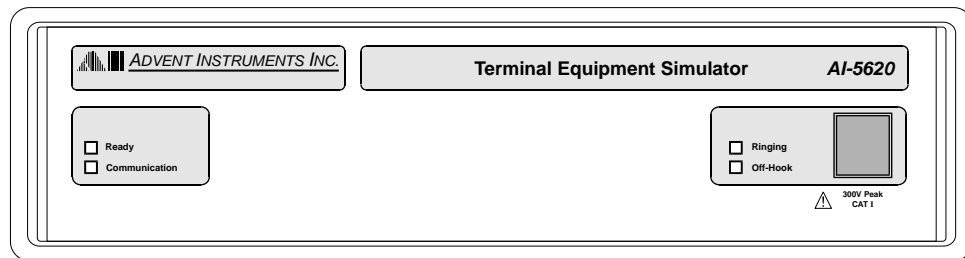 ADVENT INSTRUMENTS INC.
Terminal Equipment Simulator AI-5620
Ready
Communication
Ringing
Off-Hook
300V Peak
CAT I